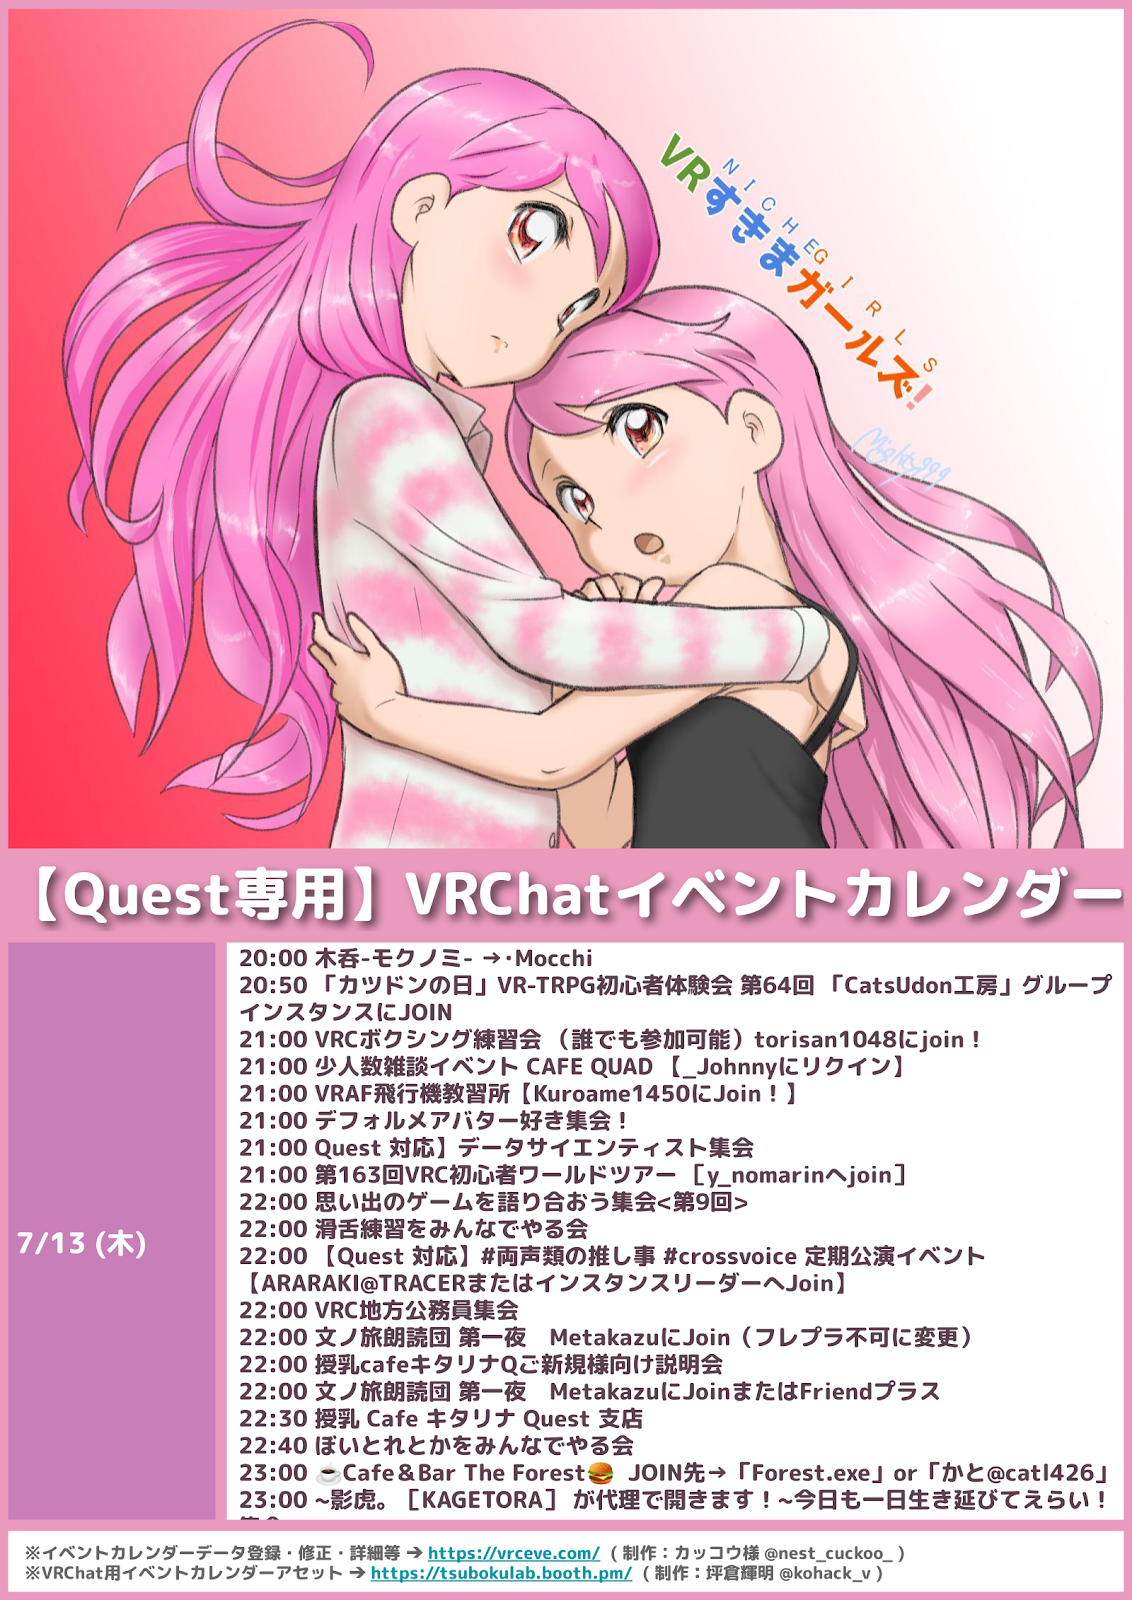 NICHE GIRLS
VRすきまガールズ!
Mighty999
【Quest専用】VRChatイベントカレンダー
7/13 (木)
20:00 木呑-モクノミ- →･Mocchi
20:50 「カツドンの日」VR-TRPG初心者体験会 第64回 「CatsUdon工房」グループ
インスタンスにJOIN
21:00 VRCボクシング練習会 （誰でも参加可能）torisan1048にjoin！
21:00 少人数雑談イベント CAFE QUAD 【_Johnnyにリクイン】
21:00 VRAF飛行機教習所【Kuroame1450にJoin！】
21:00 デフォルメアバター好き集会！
21:00 Quest 対応】データサイエンティスト集会
21:00 第163回VRC初心者ワールドツアー ［y_nomarinへjoin］
22:00 思い出のゲームを語り合おう集会<第9回>
22:00 滑舌練習をみんなでやる会
22:00 【Quest 対応】#両声類の推し事 #crossvoice 定期公演イベント
【ARARAKI@TRACERまたはインスタンスリーダーへJoin】
22:00 VRC地方公務員集会
22:00 文ノ旅朗読団 第一夜　MetakazuにJoin（フレプラ不可に変更）
22:00 授乳cafeキタリナQご新規様向け説明会
22:00 文ノ旅朗読団 第一夜　MetakazuにJoinまたはFriendプラス
22:30 授乳 Cafe キタリナ Quest 支店
22:40 ぼいとれとかをみんなでやる会
23:00 ☕Cafe＆Bar The Forest🍔 JOIN先→「Forest.exe」or「かと@catl426」
23:00 ~影虎。［KAGETORA］ が代理で開きます！~今日も一日生き延びてえらい！
※イベントカレンダーデータ登録・修正・詳細等 ➔ https://vrceve.com/ ( 制作：カッコウ様 @nest_cuckoo_ )
※VRChat用イベントカレンダーアセット ➔ https://tsubokulab.booth.pm/ ( 制作：坪倉輝明 @kohack_v )